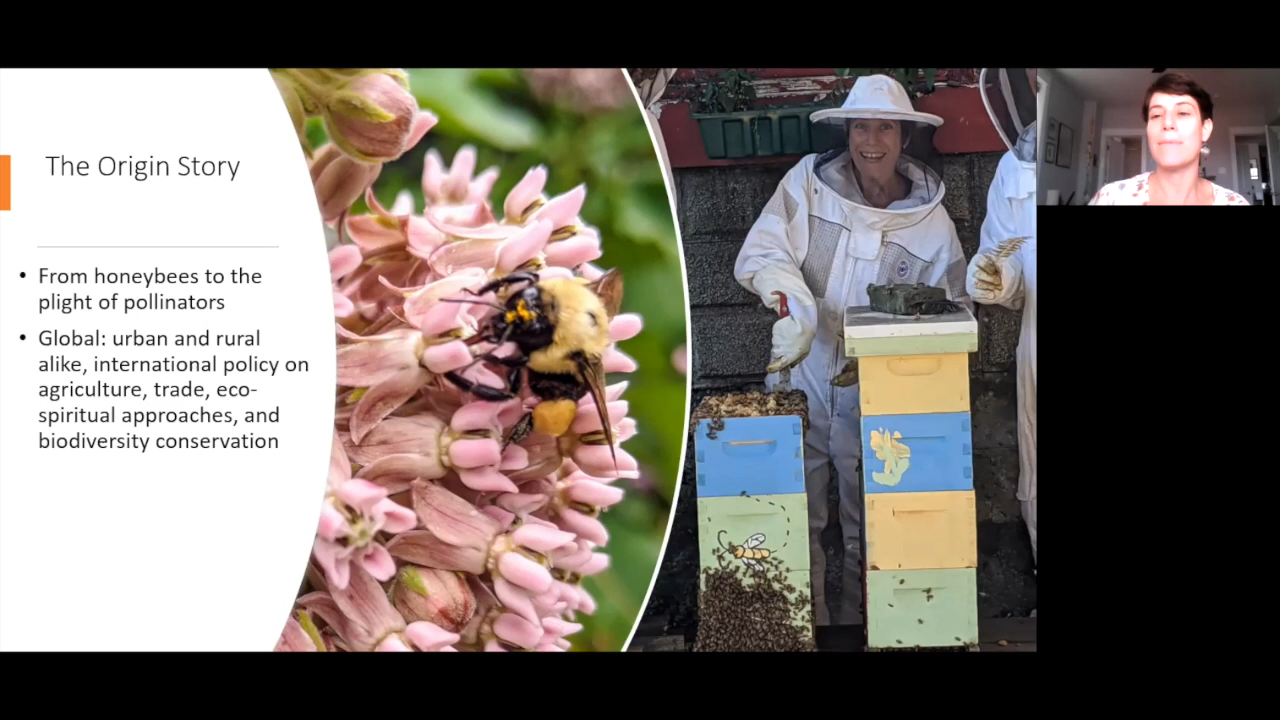 The Origin Story
• From honeybees to the
plight of pollinators
• Global: urban and rural
alike, international policy on
agriculture, trade, eco-
spiritual approaches, and
biodiversity conservation